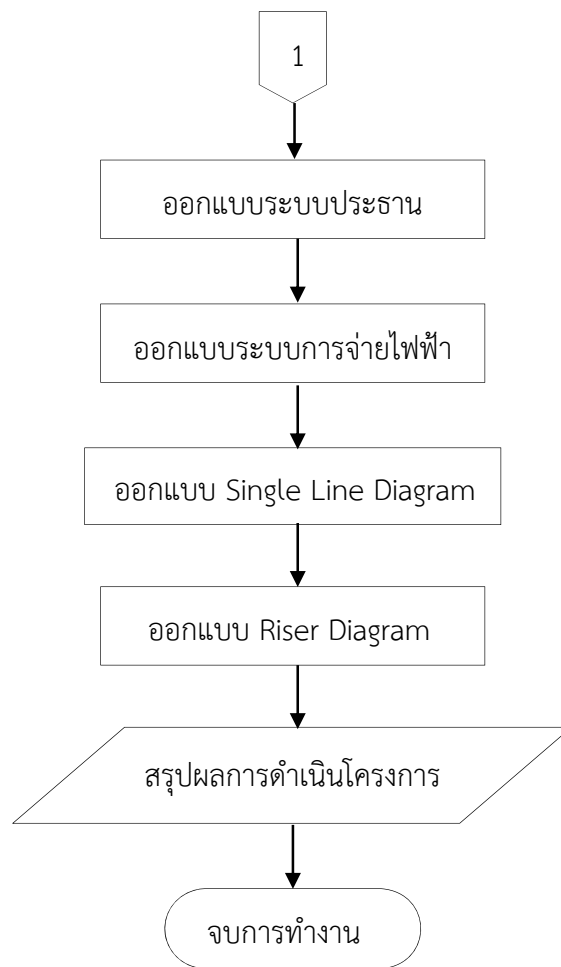 1
ออกแบบระบบประธาน
ออกแบบระบบการจ่ายไฟฟ้า
ออกแบบ Single Line Diagram
ออกแบบ Riser Diagram
สรุปผลการดำเนินโครงการ
จบการทำงาน